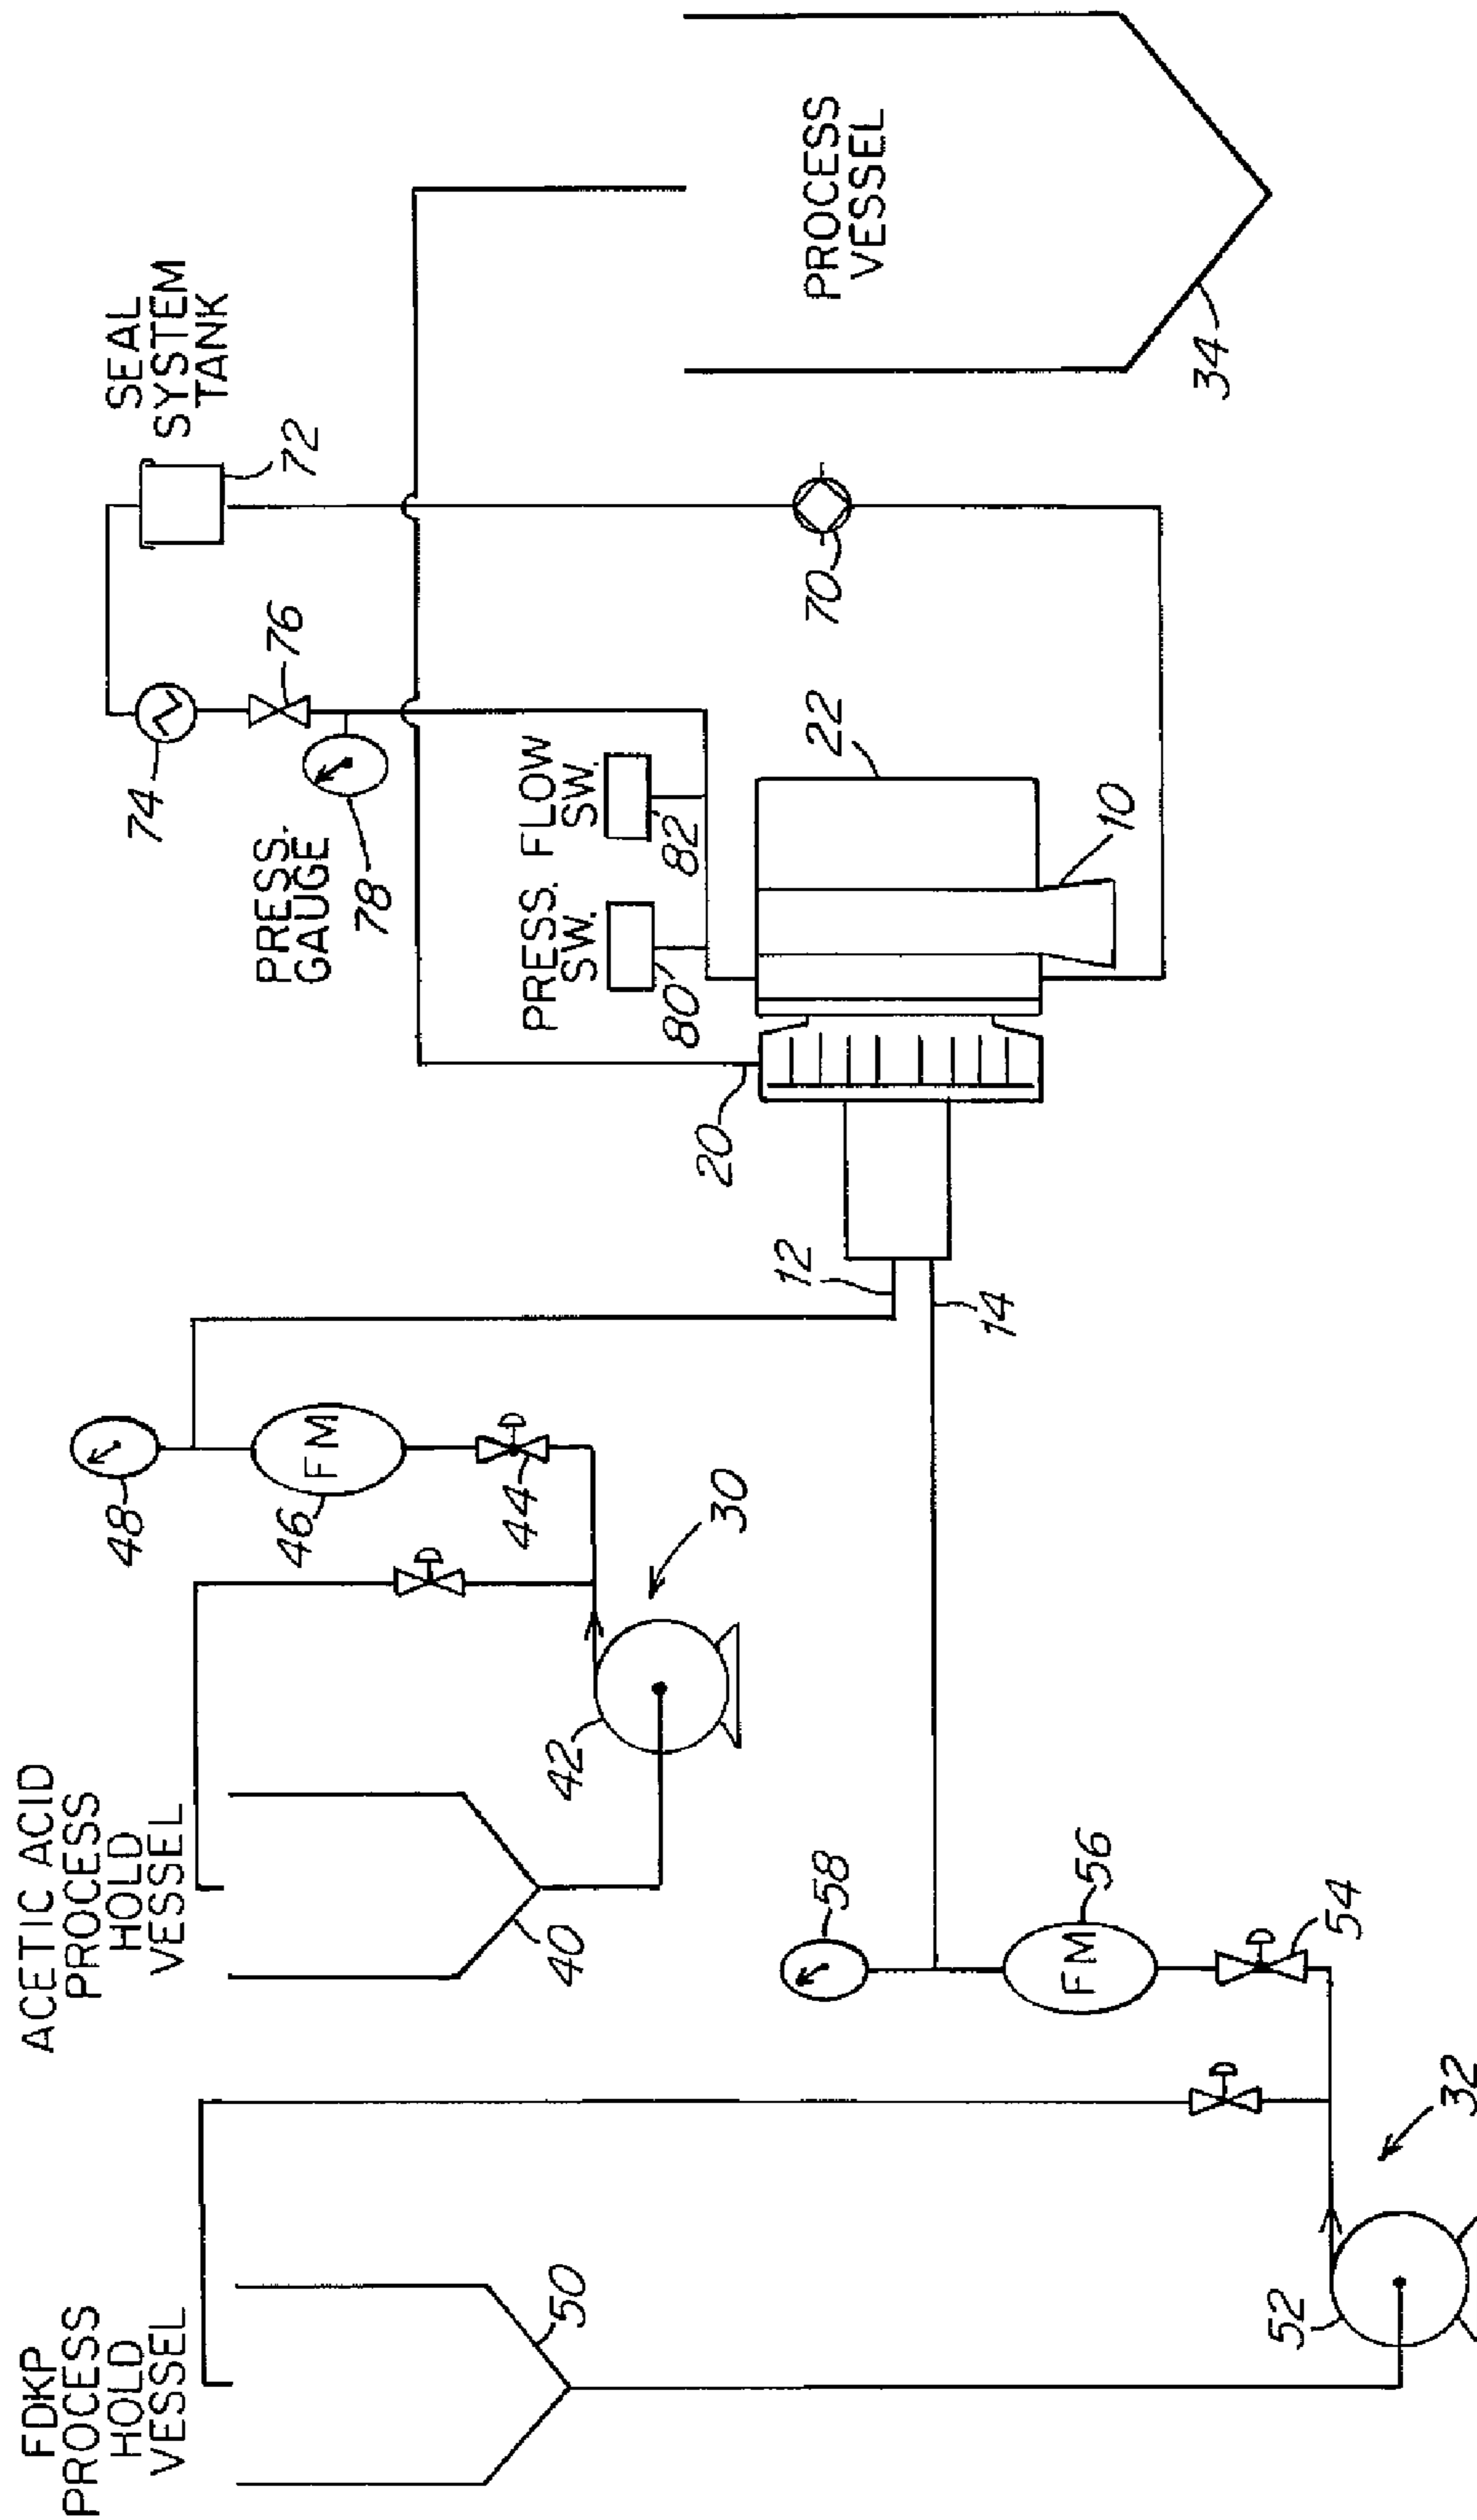 FDKP
PROCESS
HOLD
VESSEL
50
52
32
54
56
58
ACETIC ACID
PROCESS
HOLD
VESSEL
40
42
30
44
46
FM
48
FM
12
14
20
PRESS.
GAUGE
78
74
76
PRESS.
SW.
80
FLOW
SW.
82
22
10
70
SEAL
SYSTEM
TANK
72
PROCESS
VESSEL
34